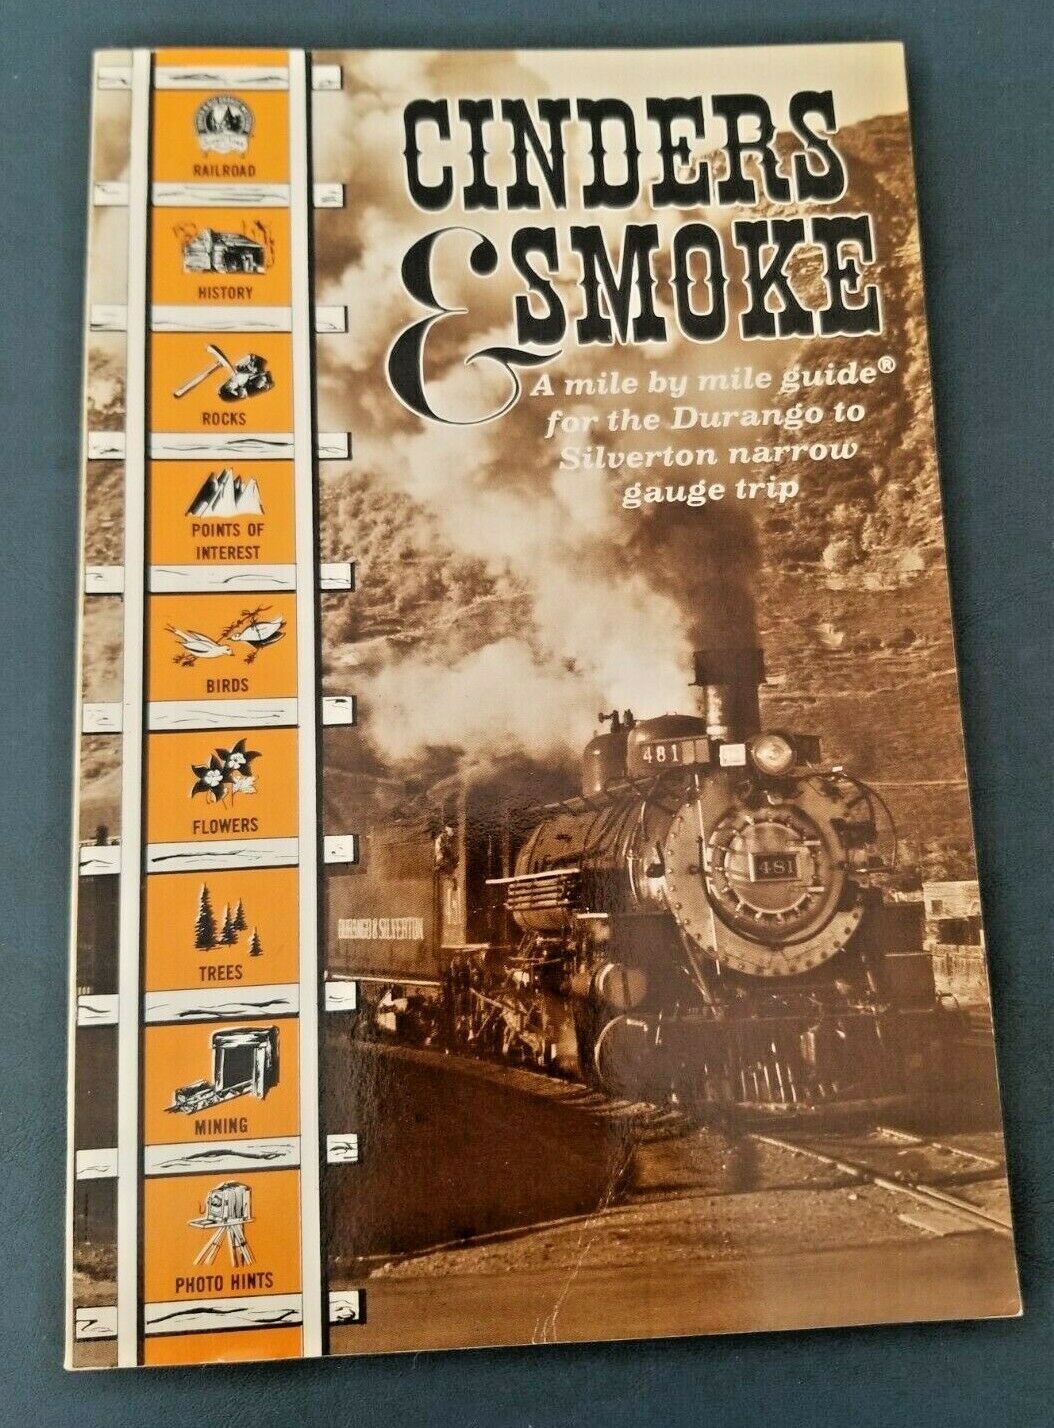 CINDERS
& SMOKE
A mile by mile guide®
for the Durango to
Silverton narrow
gauge trip
RAILROAD
HISTORY
ROCKS
POINTS OF
INTEREST
BIRDS
FLOWERS
TREES
MINING
PHOTO HINTS
481
481
DURANGO & SILVERTON